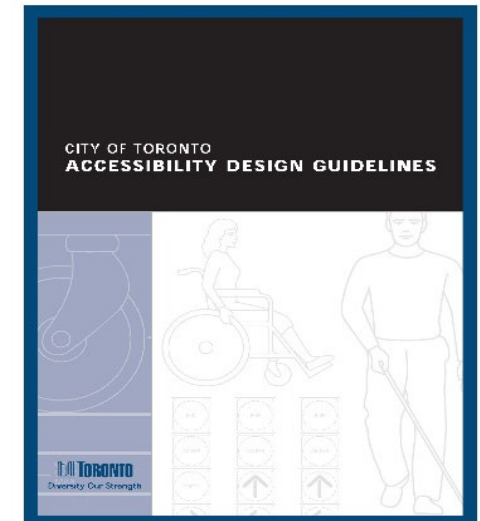 CITY OF TORONTO
ACCESSIBILITY DESIGN GUIDELINES
TORONTO
Diversity Our Strength